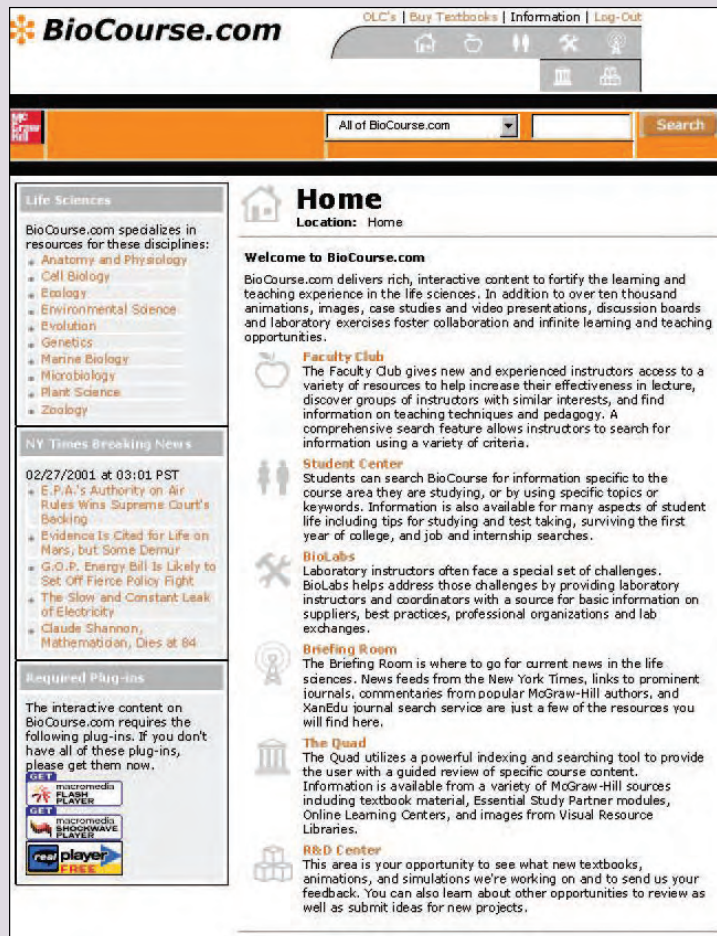 BioCourse.com
OLC's | Buy Textbooks | Information | Log-Out
Mc
Graw
Hill
All of BioCourse.com
Search
Life Sciences
BioCourse.com specializes in
resources for these disciplines:
Anatomy and Physiology
Cell Biology
Ecology
Environmental Science
Evolution
Genetics
Marine Biology
Microbiology
Plant Science
Zoology
NY Times Breaking News
02/27/2001 at 03:01 PST
E.P.A.'s Authority on Air
Rules Wins Supreme Court's
Backing
Evidence Is Cited for Life on
Mars, but Some Demur
G.O.P. Energy Bill Is Likely to
Set Off Fierce Policy Fight
The Slow and Constant Leak
of Electricity
Claude Shannon,
Mathematician, Dies at 84
Required Plug-ins
The interactive content on
BioCourse.com requires the
following plug-ins. If you don't
have all of these plug-ins,
please get them now.
GET
macromedia
FLASH
PLAYER
GET
macromedia
SHOCKWAVE
PLAYER
real player
FREE
Home
Location: Home
Welcome to BioCourse.com
BioCourse.com delivers rich, interactive content to fortify the learning and
teaching experience in the life sciences. In addition to over ten thousand
animations, images, case studies and video presentations, discussion boards
and laboratory exercises foster collaboration and infinite learning and teaching
opportunities.
Faculty Club
The Faculty Club gives new and experienced instructors access to a
variety of resources to help increase their effectiveness in lecture,
discover groups of instructors with similar interests, and find
information on teaching techniques and pedagogy. A
comprehensive search feature allows instructors to search for
information using a variety of criteria.
Student Center
Students can search BioCourse for information specific to the
course area they are studying, or by using specific topics or
keywords. Information is also available for many aspects of student
life including tips for studying and test taking, surviving the first
year of college, and job and internship searches.
BioLabs
Laboratory instructors often face a special set of challenges.
BioLabs helps address those challenges by providing laboratory
instructors and coordinators with a source for basic information on
suppliers, best practices, professional organizations and lab
exchanges.
Briefing Room
The Briefing Room is where to go for current news in the life
sciences. News feeds from the New York Times, links to prominent
journals, commentaries from popular McGraw-Hill authors, and
XanEdu journal search service are just a few of the resources you
will find here.
The Quad
The Quad utilizes a powerful indexing and searching tool to provide
the user with a guided review of specific course content.
Information is available from a variety of McGraw-Hill sources
including textbook material, Essential Study Partner modules,
Online Learning Centers, and images from Visual Resource
Libraries.
R&D Center
This area is your opportunity to see what new textbooks,
animations, and simulations we're working on and to send us your
feedback. You can also learn about other opportunities to review as
well as submit ideas for new projects.